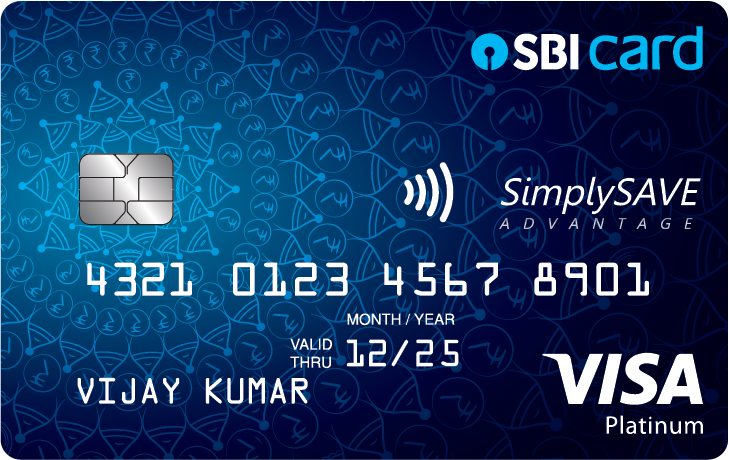 SBI card
SimplySAVE
ADVANTAGE
4321 0123 4567 8901
MONTH / YEAR
VALID THRU 12/25
VIJAY KUMAR
VISA
Platinum